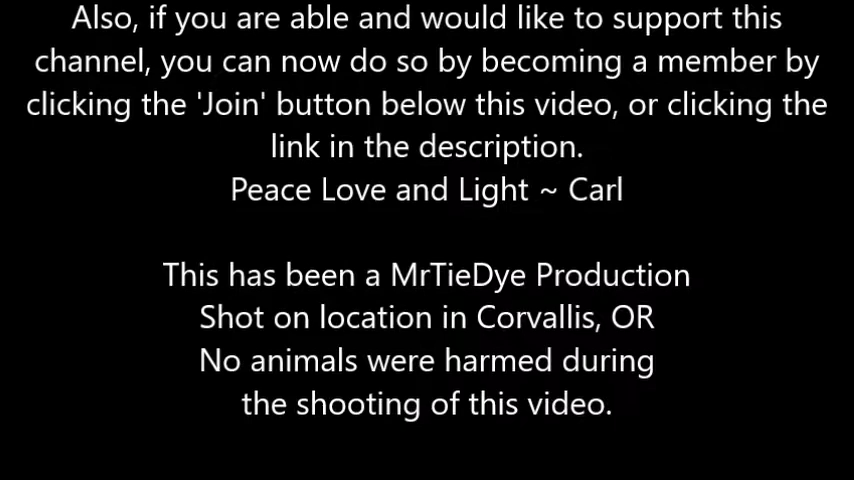 Also, if you are able and would like to support this
channel, you can now do so by becoming a member by
clicking the 'Join' button below this video, or clicking the
link in the description.
Peace Love and Light ~ Carl
This has been a MrTieDye Production
Shot on location in Corvallis, OR
No animals were harmed during
the shooting of this video.